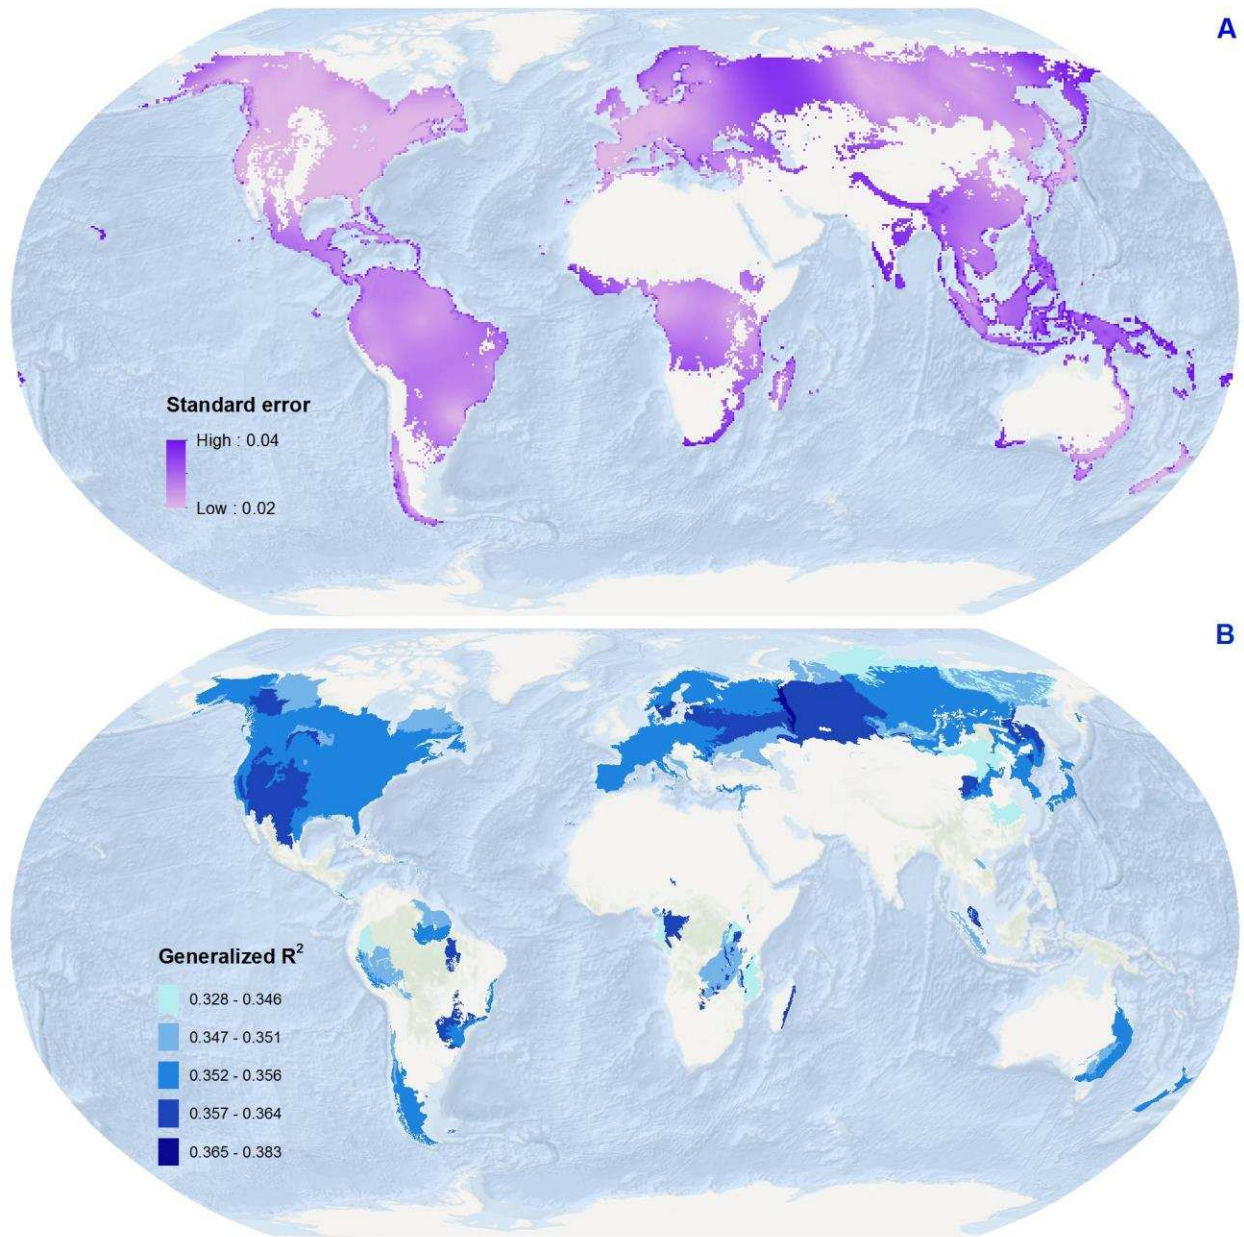 A
Standard error
High : 0.04
Low : 0.02
B
Generalized R²
0.328 - 0.346
0.347 - 0.351
0.352 - 0.356
0.357 - 0.364
0.365 - 0.383